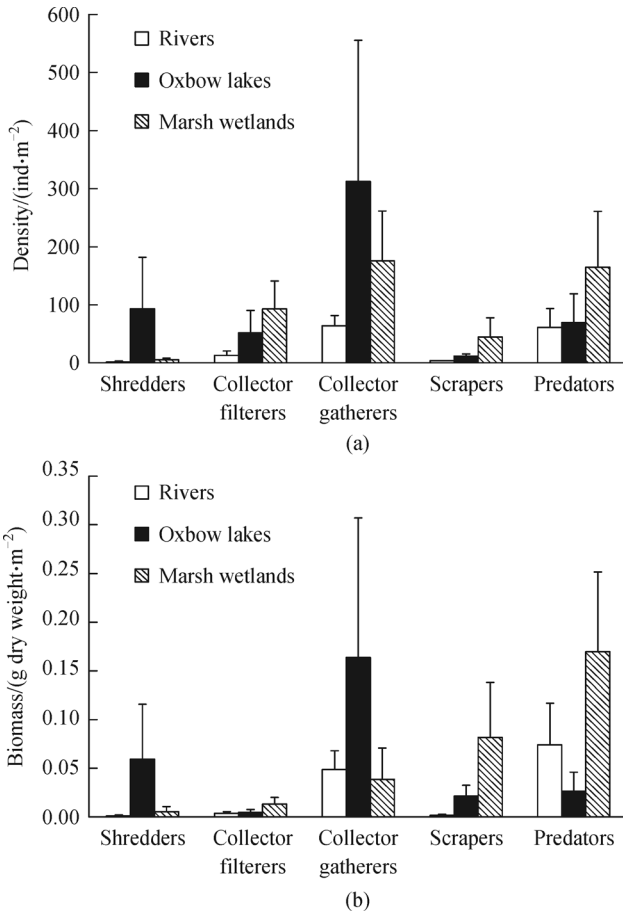 600
500
400
300
200
100
0
Density/(ind·m−2)
Rivers
Oxbow lakes
Marsh wetlands
Shredders
Collector
filterers
Collector
gatherers
Scrapers
Predators
(a)
0.35
0.30
0.25
0.20
0.15
0.10
0.05
0.00
Biomass/(g dry weight·m−2)
Rivers
Oxbow lakes
Marsh wetlands
Shredders
Collector
filterers
Collector
gatherers
Scrapers
Predators
(b)